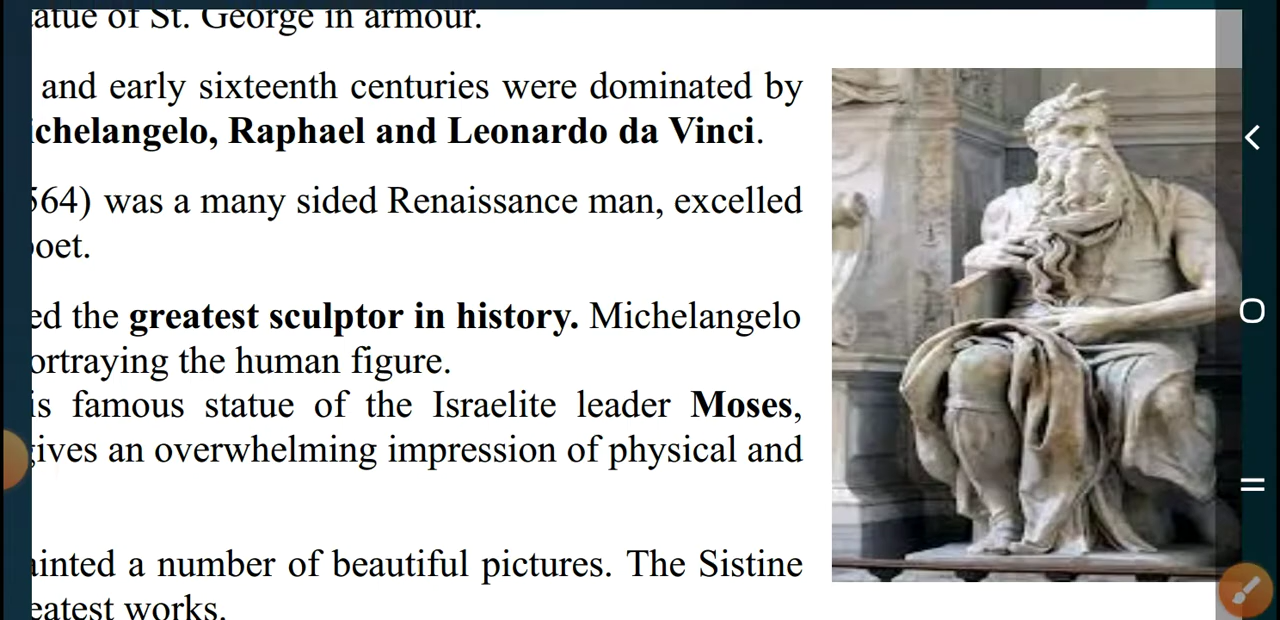 atue of St. George in armour.
and early sixteenth centuries were dominated by
ichelangelo, Raphael and Leonardo da Vinci.
564) was a many sided Renaissance man, excelled
poet.
ed the greatest sculptor in history. Michelangelo
ortraying the human figure.
is famous statue of the Israelite leader Moses,
gives an overwhelming impression of physical and
ainted a number of beautiful pictures. The Sistine
eatest works.